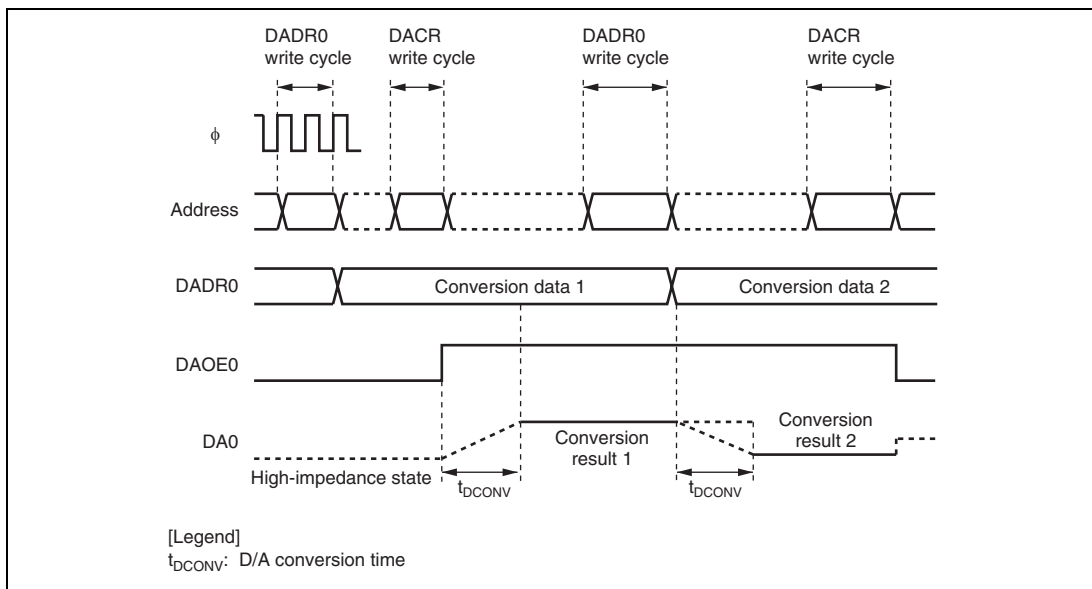 DADR0 write cycle
DACR write cycle
DADR0 write cycle
DACR write cycle
ϕ
Address
DADR0
Conversion data 1
Conversion data 2
DAOE0
DA0
High-impedance state
Conversion result 1
Conversion result 2
tDCONV
tDCONV
[Legend]
tDCONV: D/A conversion time